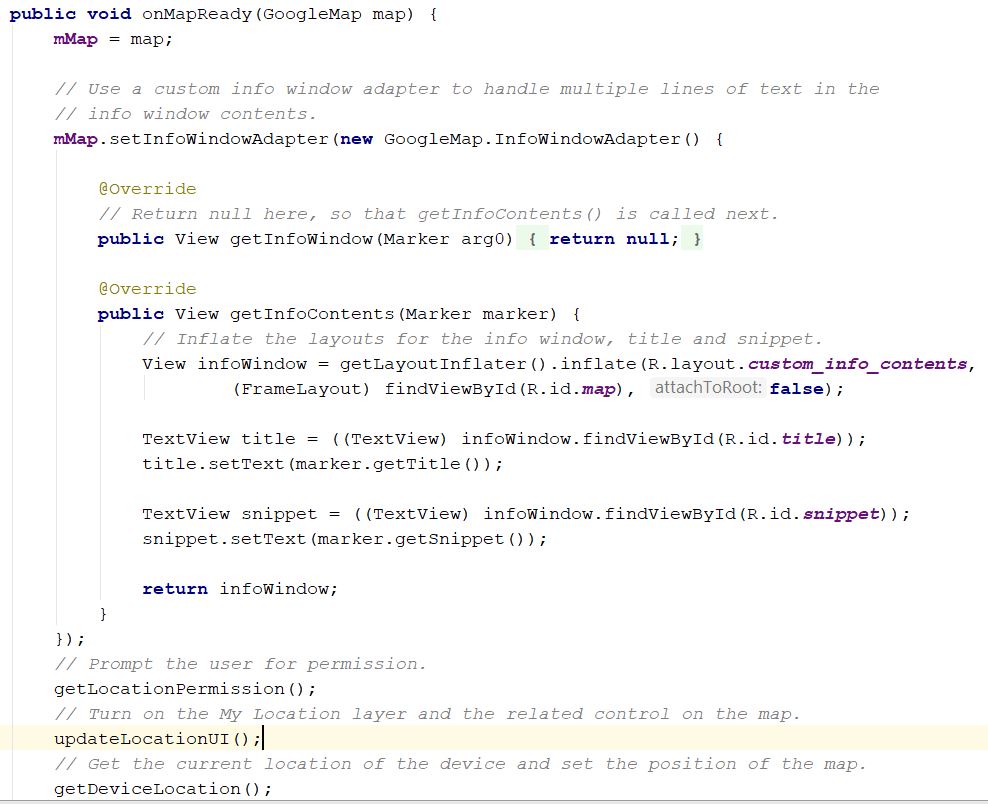 public void onMapReady(GoogleMap map) {
mMap = map;
// Use a custom info window adapter to handle multiple lines of text in the
// info window contents.
mMap.setInfoWindowAdapter(new GoogleMap.InfoWindowAdapter() {
@Override
// Return null here, so that getInfoContents() is called next.
public View getInfoWindow(Marker arg0) { return null; }
@Override
public View getInfoContents(Marker marker) {
// Inflate the layouts for the info window, title and snippet.
View infoWindow = getLayoutInflater().inflate(R.layout.custom_info_contents,
(FrameLayout) findViewById(R.id.map), attachToRoot: false);
TextView title = ((TextView) infoWindow.findViewById(R.id.title));
title.setText(marker.getTitle());
TextView snippet = ((TextView) infoWindow.findViewById(R.id.snippet));
snippet.setText(marker.getSnippet());
return infoWindow;
}
});
// Prompt the user for permission.
getLocationPermission();
// Turn on the My Location layer and the related control on the map.
updateLocationUI();
// Get the current location of the device and set the position of the map.
getDeviceLocation();